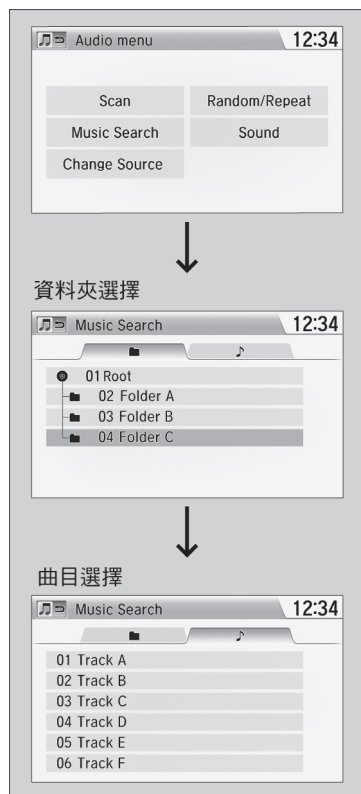 Audio menu 12:34
Scan Random/Repeat
Music Search Sound
Change Source
資料夾選擇
Music Search 12:34
01 Root
02 Folder A
03 Folder B
04 Folder C
曲目選擇
Music Search 12:34
01 Track A
02 Track B
03 Track C
04 Track D
05 Track E
06 Track F